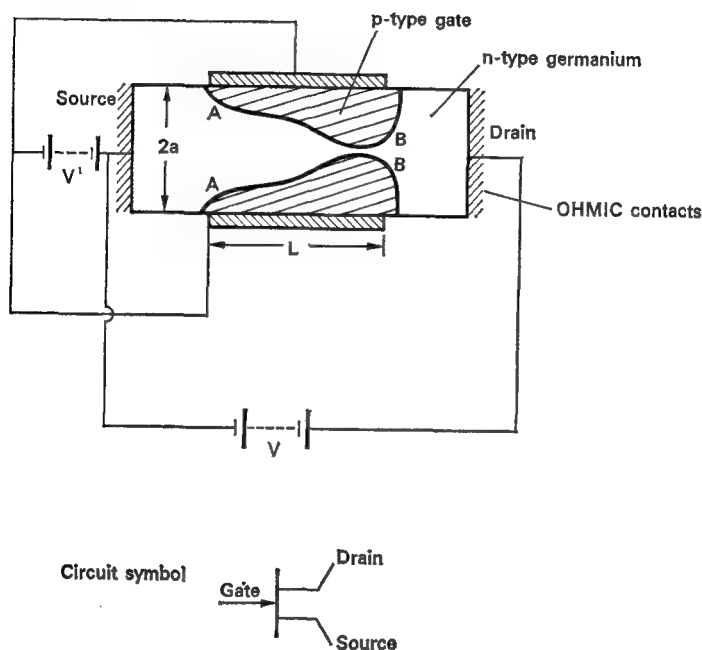 p-type gate
n-type germanium
Source
A
2a
B
Drain
V¹
B
A
OHMIC contacts
L
V
Circuit symbol
Drain
Gate
Source